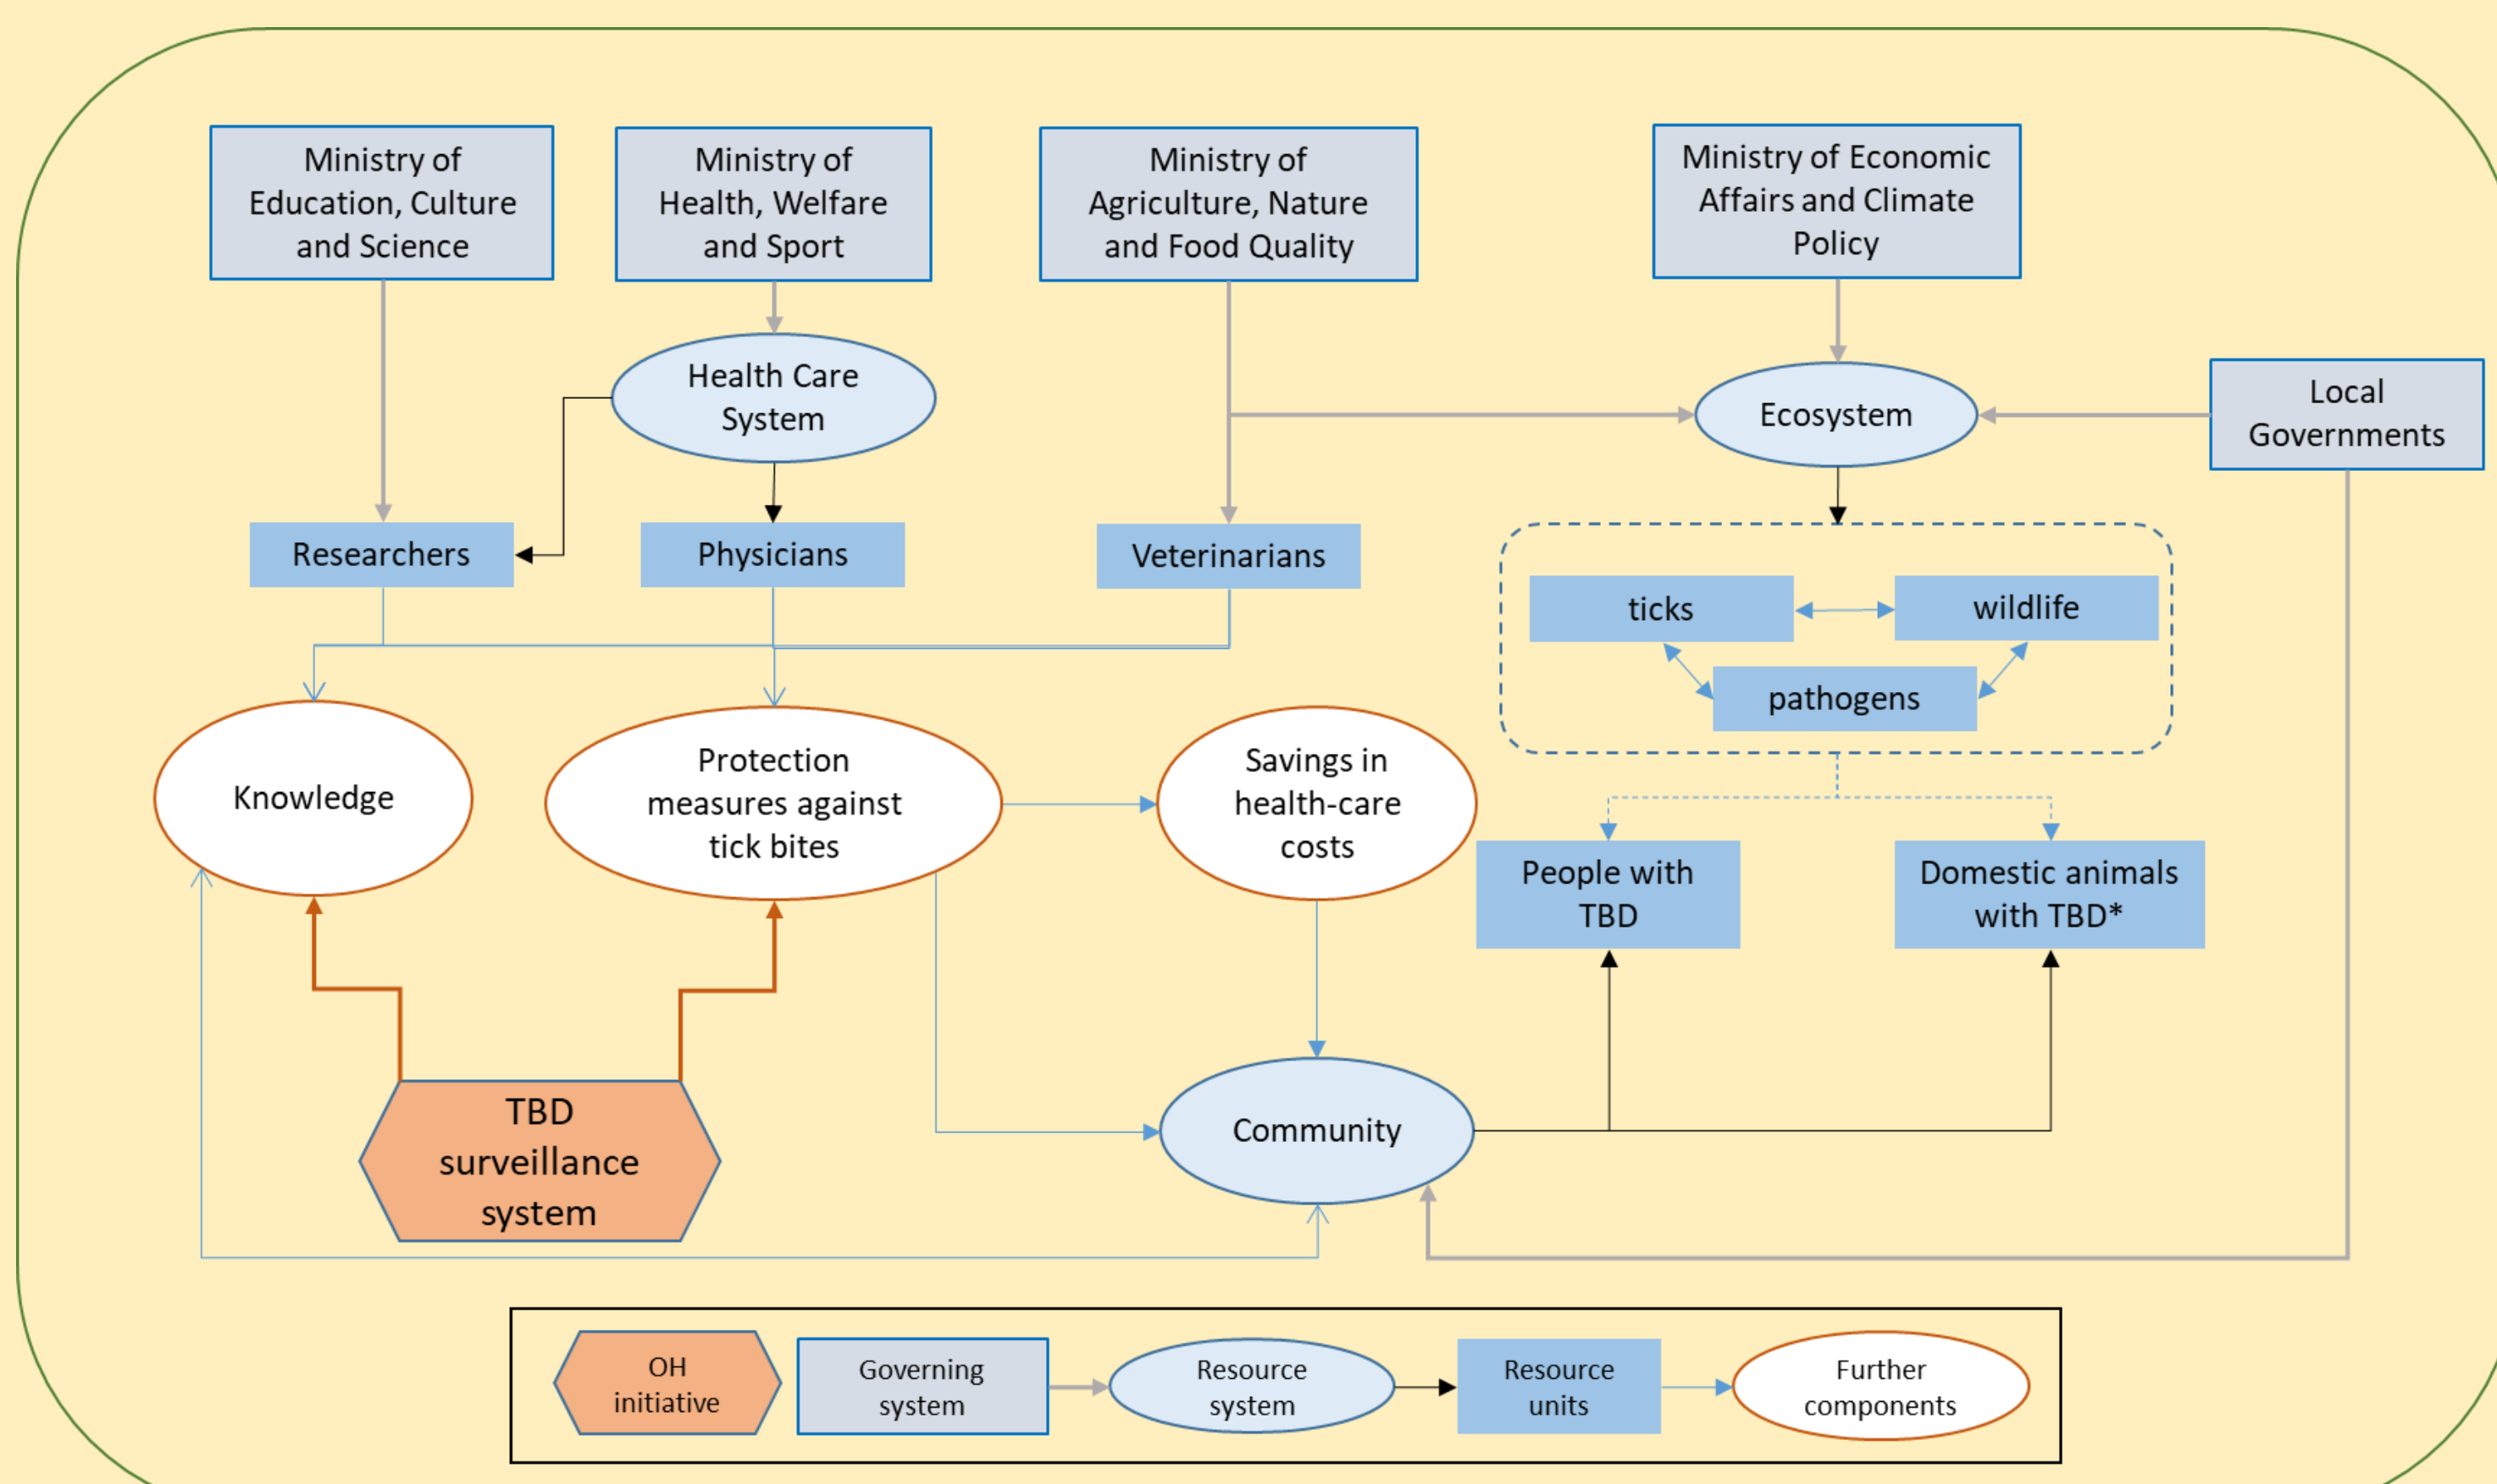 Ministry of
Education, Culture
and Science
Ministry of
Health, Welfare
and Sport
Ministry of
Agriculture, Nature
and Food Quality
Ministry of Economic
Affairs and Climate
Policy
Health Care
System
Ecosystem
Local
Governments
Researchers
Physicians
Veterinarians
ticks
wildlife
pathogens
Knowledge
Protection
measures against
tick bites
Savings in
health-care
costs
People with
TBD
Domestic animals
with TBD*
TBD
surveillance
system
Community
OH
initiative
Governing
system
Resource
system
Resource
units
Further
components